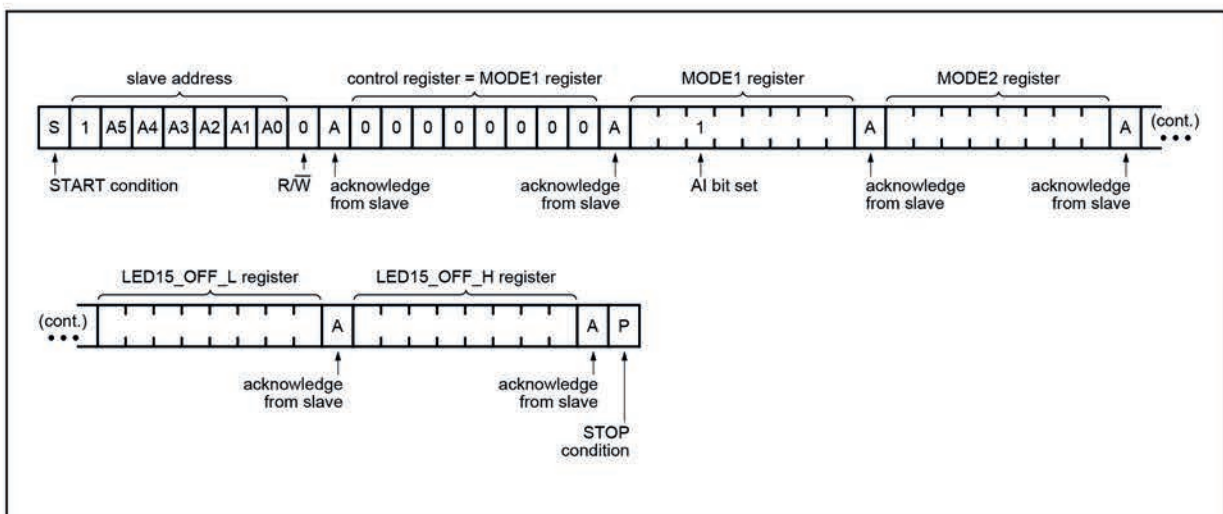 slave address control register = MODE1 register MODE1 register MODE2 register
S 1 A5 A4 A3 A2 A1 A0 0 A 0 0 0 0 0 0 0 0 A 1 A A (cont.)
START condition R/W̅ acknowledge from slave acknowledge from slave AI bit set acknowledge from slave acknowledge from slave
LED15_OFF_L register LED15_OFF_H register
(cont.) A A P
acknowledge from slave acknowledge from slave
STOP condition